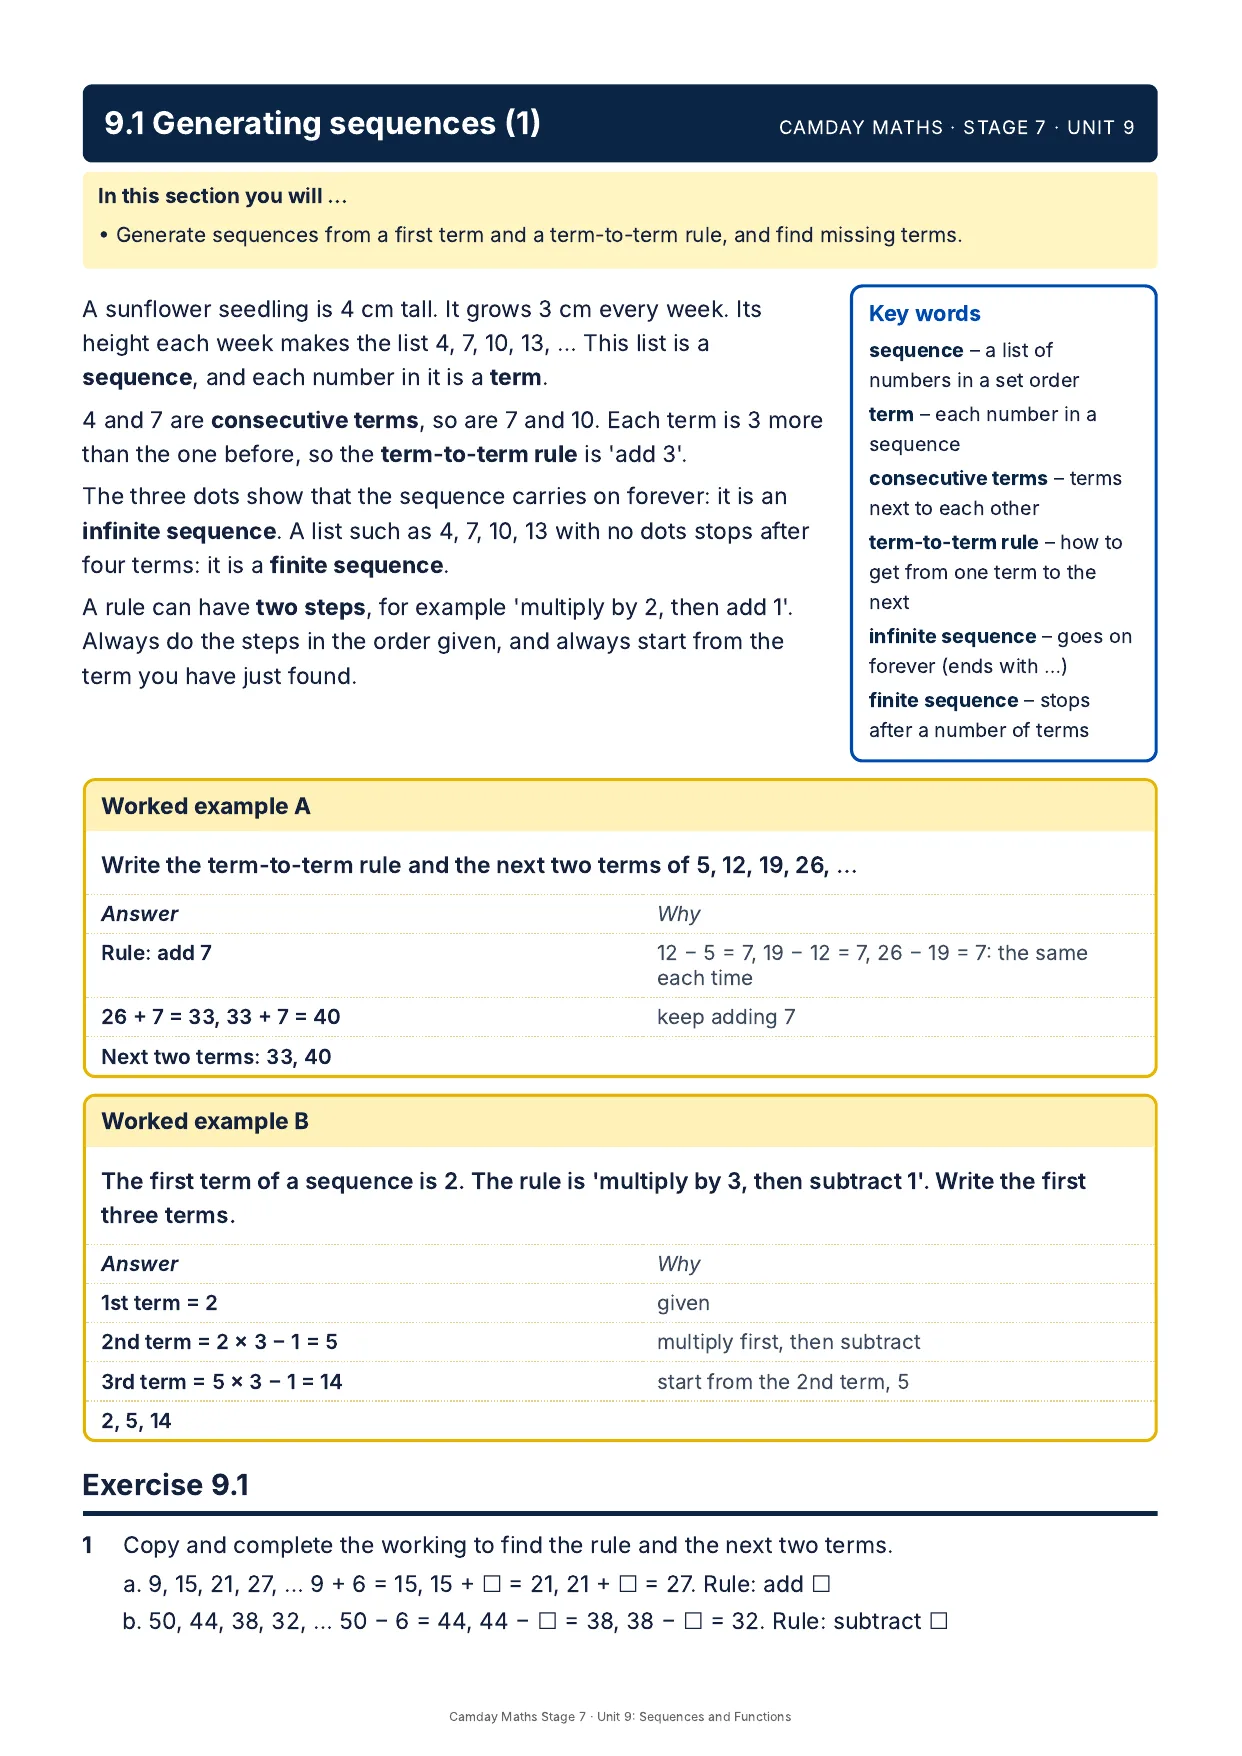 9.1 Generating sequences (1)
CAMDAY MATHS · STAGE 7 · UNIT 9
In this section you will …
• Generate sequences from a first term and a term-to-term rule, and find missing terms.
A sunflower seedling is 4 cm tall. It grows 3 cm every week. Its
height each week makes the list 4, 7, 10, 13, … This list is a
sequence, and each number in it is a term.
4 and 7 are consecutive terms, so are 7 and 10. Each term is 3 more
than the one before, so the term-to-term rule is 'add 3'.
The three dots show that the sequence carries on forever: it is an
infinite sequence. A list such as 4, 7, 10, 13 with no dots stops after
four terms: it is a finite sequence.
A rule can have two steps, for example 'multiply by 2, then add 1'.
Always do the steps in the order given, and always start from the
term you have just found.
Key words
sequence – a list of
numbers in a set order
term – each number in a
sequence
consecutive terms – terms
next to each other
term-to-term rule – how to
get from one term to the
next
infinite sequence – goes on
forever (ends with …)
finite sequence – stops
after a number of terms
Worked example A
Write the term-to-term rule and the next two terms of 5, 12, 19, 26, …
Answer
Why
Rule: add 7
12 − 5 = 7, 19 − 12 = 7, 26 − 19 = 7: the same
each time
26 + 7 = 33, 33 + 7 = 40
keep adding 7
Next two terms: 33, 40
Worked example B
The first term of a sequence is 2. The rule is 'multiply by 3, then subtract 1'. Write the first
three terms.
Answer
Why
1st term = 2
given
2nd term = 2 × 3 − 1 = 5
multiply first, then subtract
3rd term = 5 × 3 − 1 = 14
start from the 2nd term, 5
2, 5, 14
Exercise 9.1
1 Copy and complete the working to find the rule and the next two terms.
a. 9, 15, 21, 27, … 9 + 6 = 15, 15 + □ = 21, 21 + □ = 27. Rule: add □
b. 50, 44, 38, 32, … 50 − 6 = 44, 44 − □ = 38, 38 − □ = 32. Rule: subtract □
Camday Maths Stage 7 · Unit 9: Sequences and Functions